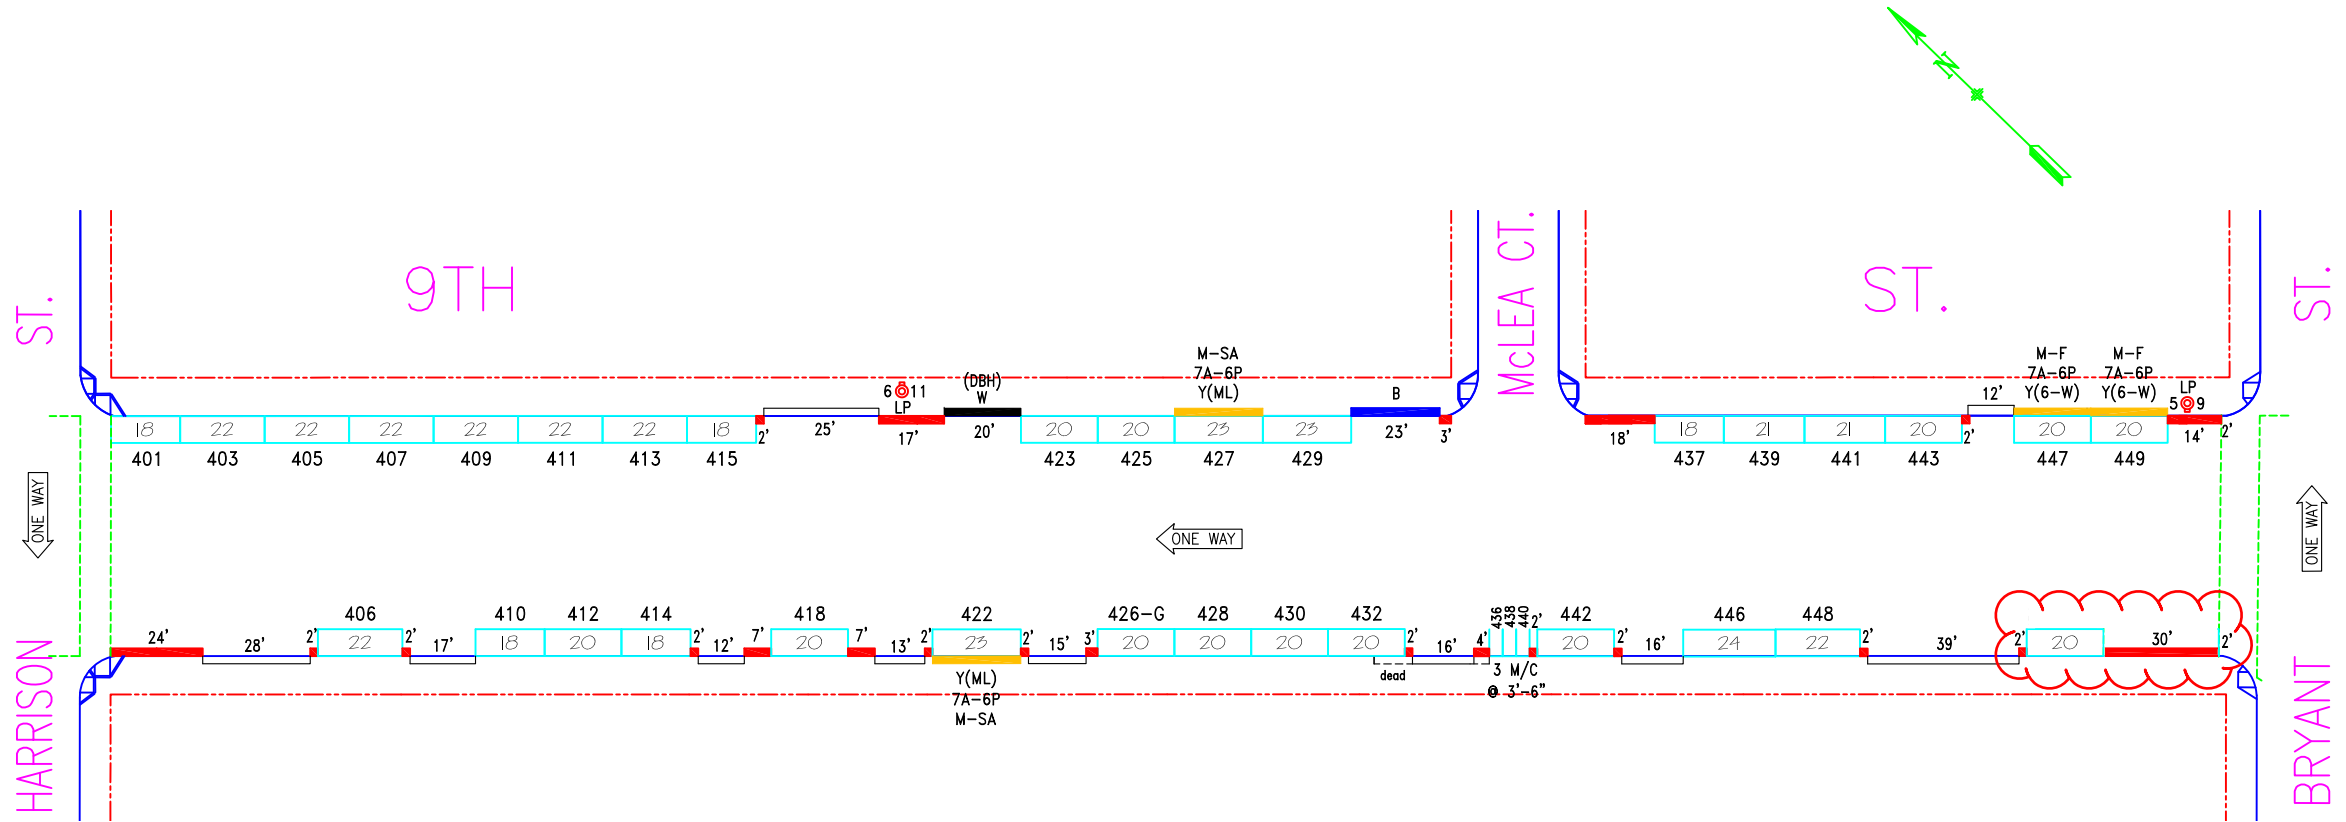 N
9TH
ST.
ST.
McLEA CT.
ST.
HARRISON
BRYANT
M-SA
7A-6P
Y(ML)
M-F
7A-6P
Y(6-W)
M-F
7A-6P
Y(6-W)
(DBH)
W
6 11
LP
B
12'
LP
5 9
18 22 22 22 22 22 22 18 2' 25' 17' 20' 20 20 23 23 23' 3' 18' 18 21 21 20 2' 20 20 14' 2'
401 403 405 407 409 411 413 415 423 425 427 429 437 439 441 443 447 449
ONE WAY
ONE WAY
ONE WAY
406 410 412 414 418 422 426-G 428 430 432 436 438 440 442 446 448
24' 28' 2' 22 2' 17' 18 20 18 2' 12' 7' 20 7' 13' 2' 23 2' 15' 3' 20 20 20 20 2' 16' 4' 2' 20 2' 16' 24 22 2' 39' 2' 20 30' 2'
dead
3 M/C
@ 3'-6"
Y(ML)
7A-6P
M-SA